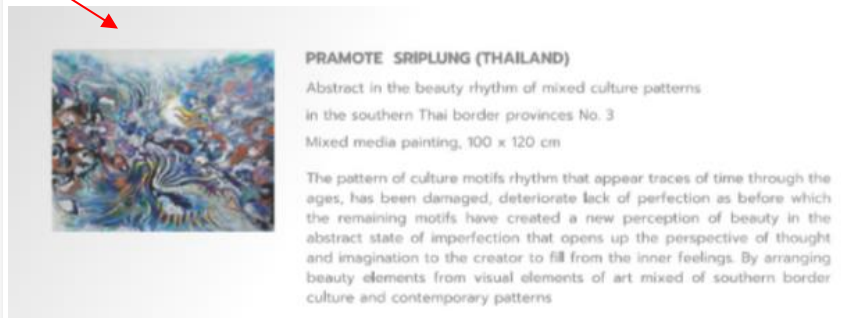 PRAMOTE SRIPLUNG (THAILAND)
Abstract in the beauty rhythm of mixed culture patterns
in the southern Thai border provinces No. 3
Mixed media painting, 100 x 120 cm
The pattern of culture motifs rhythm that appear traces of time through the
ages, has been damaged, deteriorate lack of perfection as before which
the remaining motifs have created a new perception of beauty in the
abstract state of imperfection that opens up the perspective of thought
and imagination to the creator to fill from the inner feelings. By arranging
beauty elements from visual elements of art mixed of southern border
culture and contemporary patterns